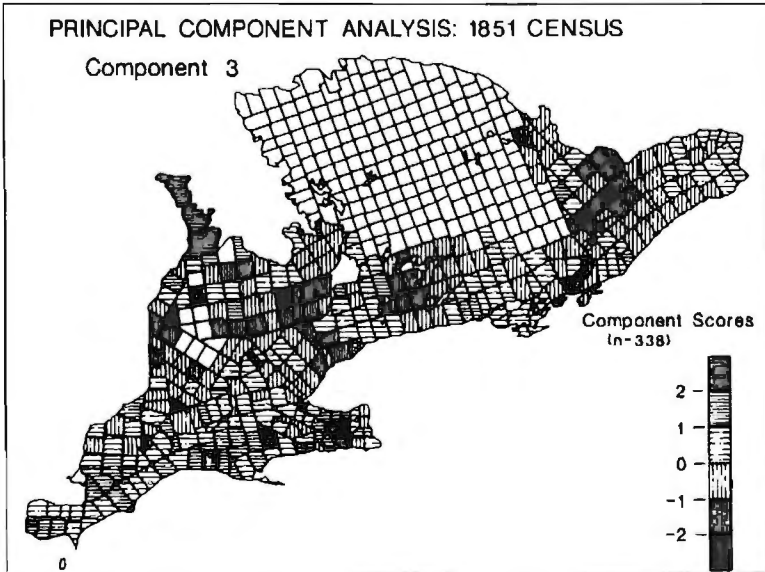 PRINCIPAL COMPONENT ANALYSIS: 1851 CENSUS
Component 3
Component Scores
(n-338)
2
1
0
-1
-2
0